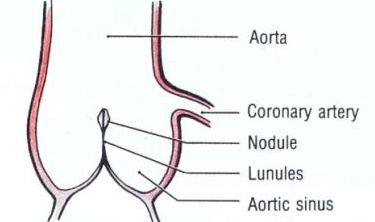 Aorta
Coronary artery
Nodule
Lunules
Aortic sinus